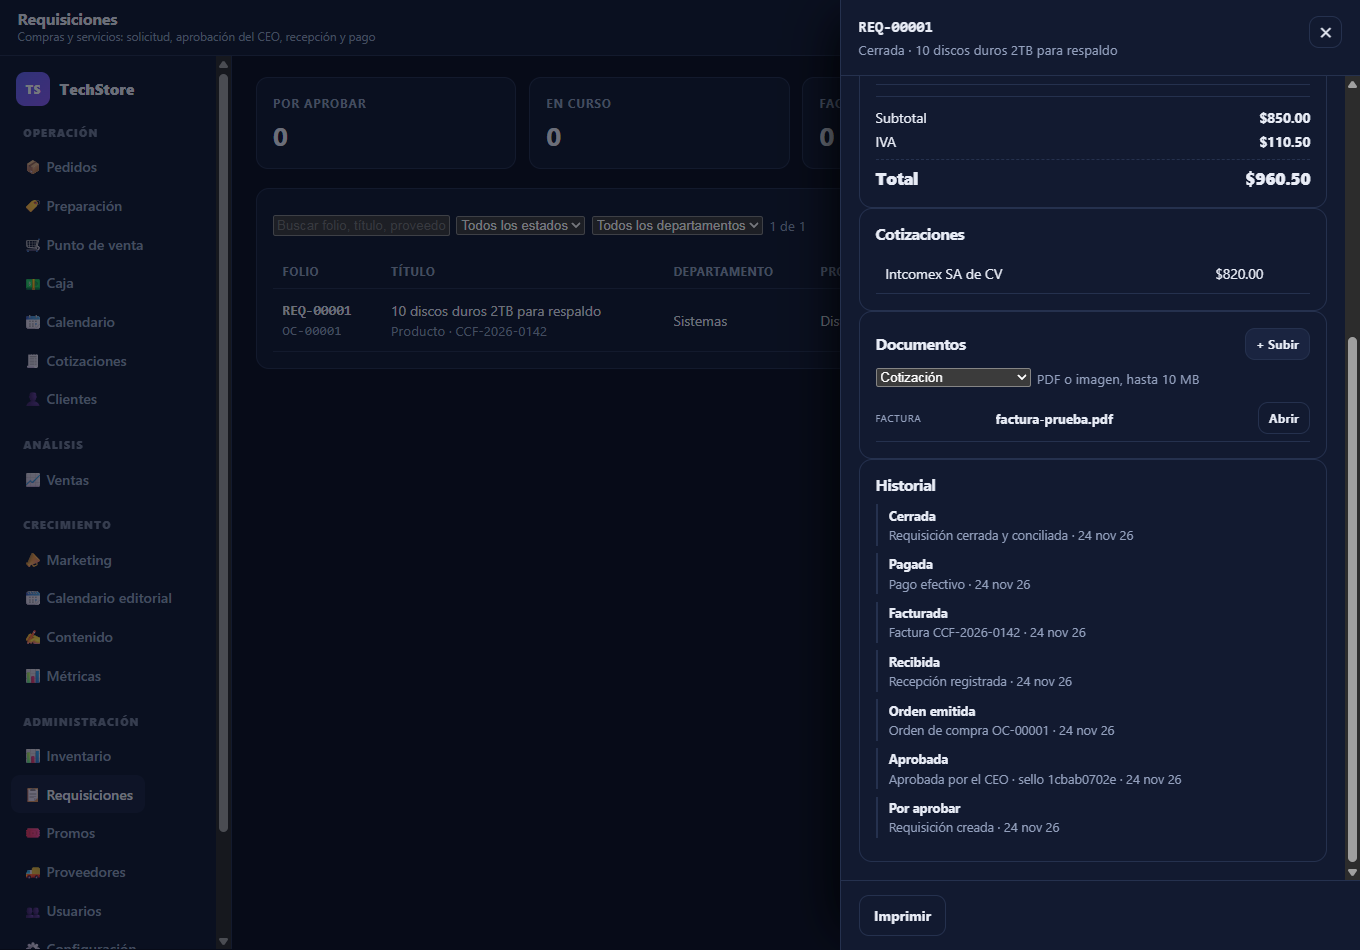 Requisiciones
Compras y servicios: solicitud, aprobación del CEO, recepción y pago
TS TechStore
OPERACIÓN
Pedidos
Preparación
Punto de venta
Caja
Calendario
Cotizaciones
Clientes
ANÁLISIS
Ventas
CRECIMIENTO
Marketing
Calendario editorial
Contenido
Métricas
ADMINISTRACIÓN
Inventario
Requisiciones
Promos
Proveedores
Usuarios
Configuración
POR APROBAR
0
EN CURSO
0
FAC
0
Buscar folio, título, proveedo Todos los estados Todos los departamentos 1 de 1
FOLIO TÍTULO DEPARTAMENTO PRO
REQ-00001 10 discos duros 2TB para respaldo Sistemas Dis
OC-00001 Producto · CCF-2026-0142
REQ-00001
Cerrada · 10 discos duros 2TB para respaldo
✕
Subtotal $850.00
IVA $110.50
Total $960.50
Cotizaciones
Intcomex SA de CV $820.00
Documentos + Subir
Cotización PDF o imagen, hasta 10 MB
FACTURA factura-prueba.pdf Abrir
Historial
Cerrada
Requisición cerrada y conciliada · 24 nov 26
Pagada
Pago efectivo · 24 nov 26
Facturada
Factura CCF-2026-0142 · 24 nov 26
Recibida
Recepción registrada · 24 nov 26
Orden emitida
Orden de compra OC-00001 · 24 nov 26
Aprobada
Aprobada por el CEO · sello 1cbab0702e · 24 nov 26
Por aprobar
Requisición creada · 24 nov 26
Imprimir